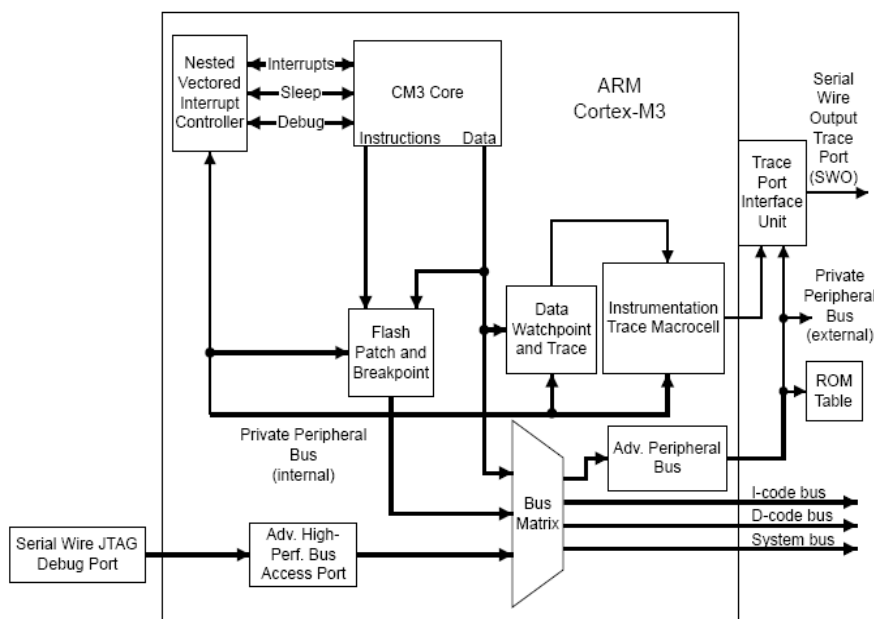 Nested
Vectored
Interrupt
Controller
Interrupts
Sleep
Debug
CM3 Core
Instructions Data
ARM
Cortex-M3
Serial
Wire
Output
Trace
Port
(SWO)
Trace
Port
Interface
Unit
Private
Peripheral
Bus
(external)
Flash
Patch and
Breakpoint
Data
Watchpoint
and Trace
Instrumentation
Trace Macrocell
ROM
Table
Private Peripheral
Bus
(internal)
Adv. Peripheral
Bus
Bus
Matrix
I-code bus
D-code bus
System bus
Serial Wire JTAG
Debug Port
Adv. High-
Perf. Bus
Access Port